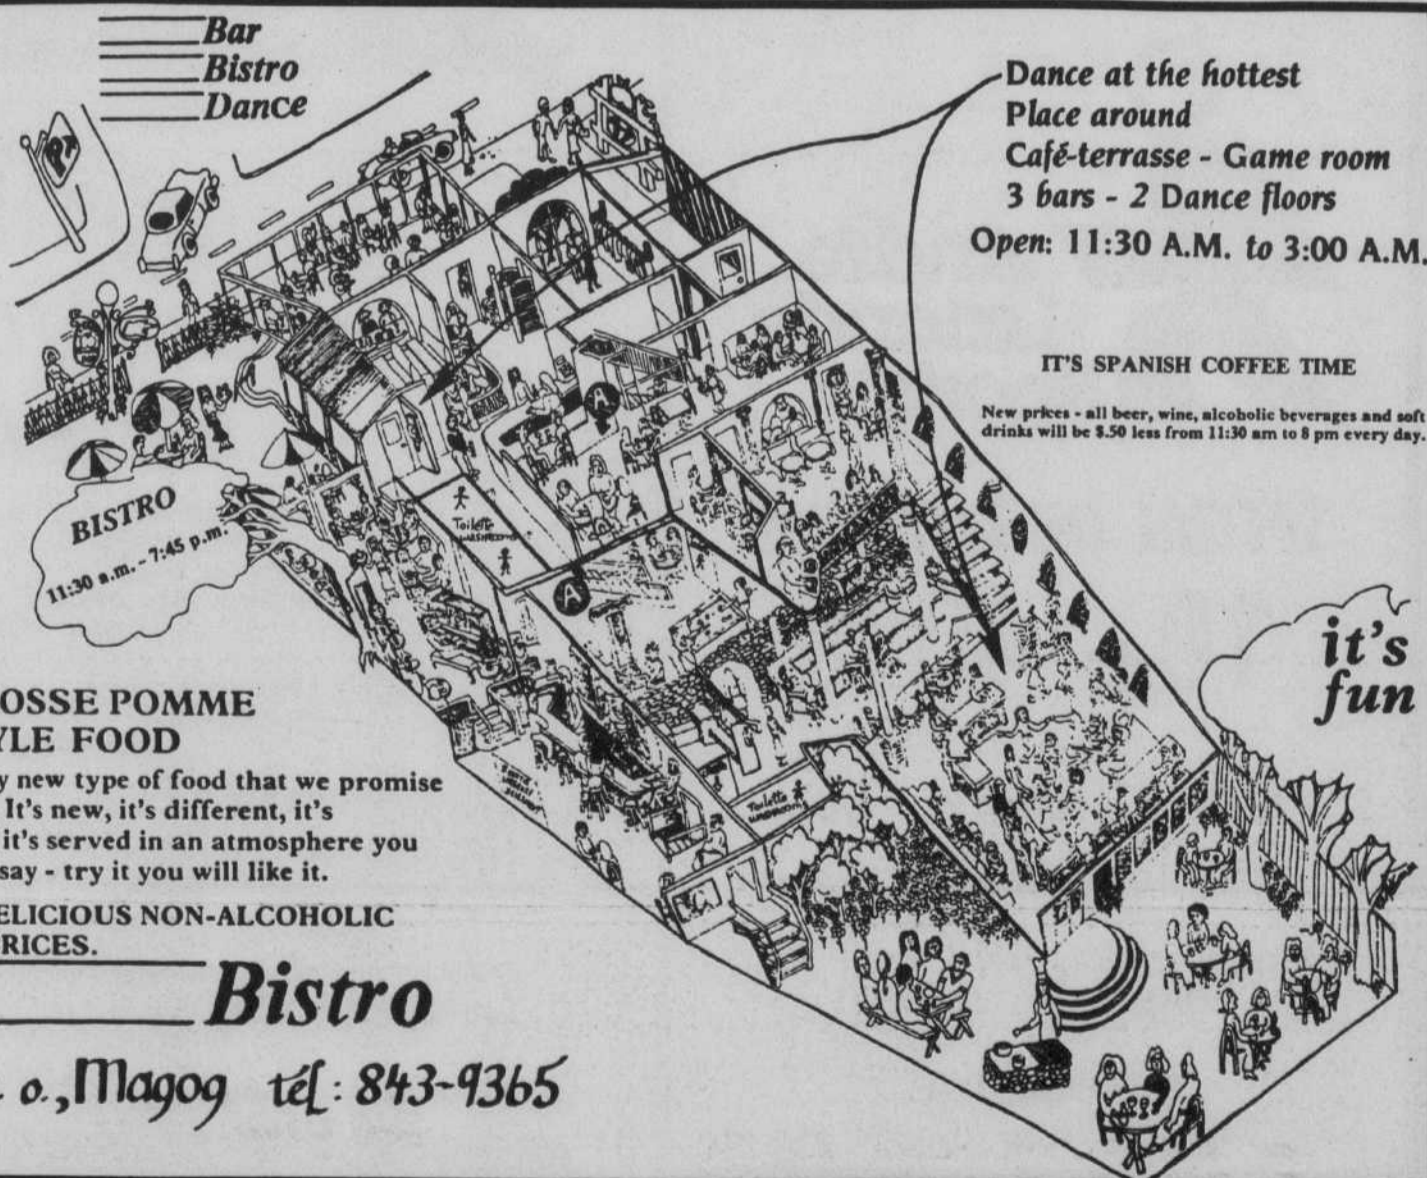 Bar
Bistro
Dance
Dance at the hottest
Place around
Café-terrasse - Game room
3 bars - 2 Dance floors
Open: 11:30 A.M. to 3:00 A.M.
IT'S SPANISH COFFEE TIME
New prices - all beer, wine, alcoholic beverages and soft
drinks will be $.50 less from 11:30 am to 8 pm every day.
A
Toilette
WASHROOMS
A
BISTRO
11:30 a.m. - 7:45 p.m.
it's
fun
Toilette
WASHROOMS
OSSE POMME
YLE FOOD
y new type of food that we promise
It's new, it's different, it's
it's served in an atmosphere you
say - try it you will like it.
ELICIOUS NON-ALCOHOLIC
RICES.
Bistro
o., Magog tél: 843-9365